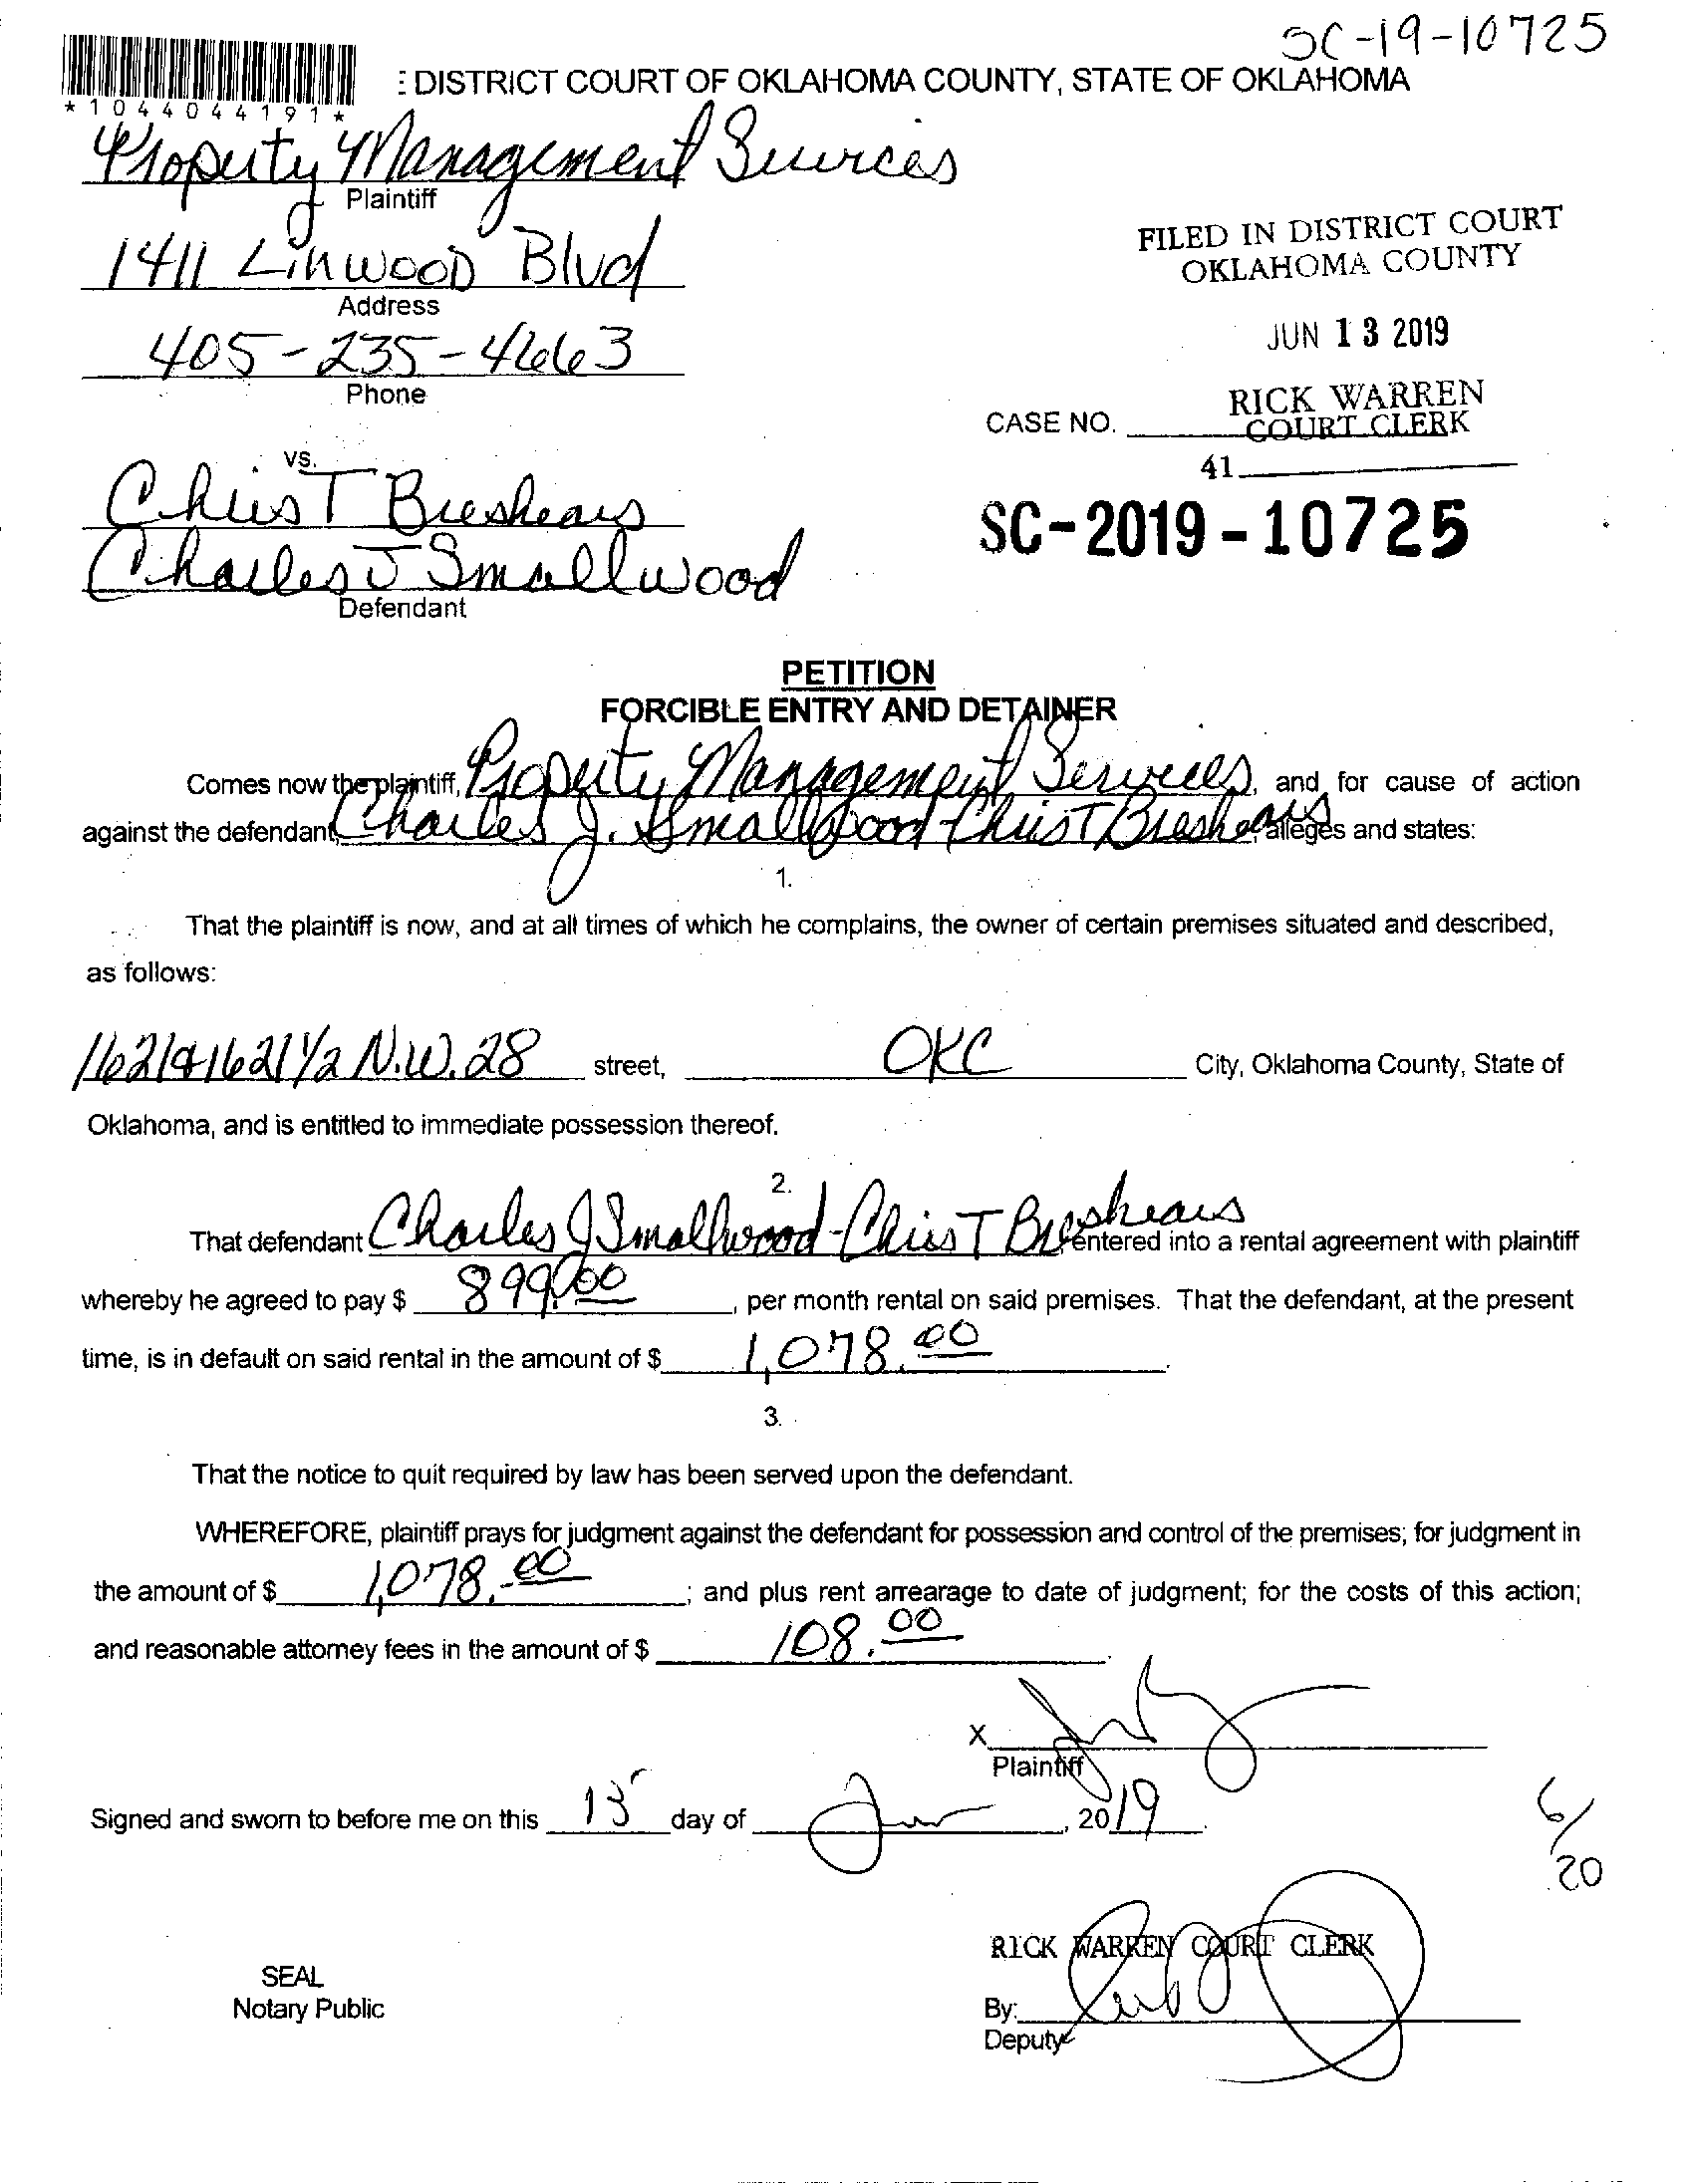 SC-19-10725
: DISTRICT COURT OF OKLAHOMA COUNTY, STATE OF OKLAHOMA
*1044044191*
Property Management Services
Plaintiff
1411 Linwood Blvd
Address
405-235-4663
Phone
FILED IN DISTRICT COURT
OKLAHOMA COUNTY
JUN 13 2019
RICK WARREN
COURT CLERK
CASE NO.
41
SC-2019-10725
vs.
Chris T Breshears
Charles J Smallwood
Defendant
PETITION
FORCIBLE ENTRY AND DETAINER
Comes now the plaintiff, Property Management Services, and for cause of action
against the defendant, Charles J. Smallwood-Chris T Breshears, alleges and states:
1.
That the plaintiff is now, and at all times of which he complains, the owner of certain premises situated and described,
as follows:
1621&1621 1/2 N.W. 28 street, OKC City, Oklahoma County, State of
Oklahoma, and is entitled to immediate possession thereof.
2.
That defendant Charles J Smallwood-Chris T Breshears entered into a rental agreement with plaintiff
whereby he agreed to pay $ 899.00, per month rental on said premises. That the defendant, at the present
time, is in default on said rental in the amount of $ 1,078.00.
3.
That the notice to quit required by law has been served upon the defendant.
WHEREFORE, plaintiff prays for judgment against the defendant for possession and control of the premises; for judgment in
the amount of $ 1,078.00; and plus rent arrearage to date of judgment; for the costs of this action;
and reasonable attorney fees in the amount of $ 108.00
X
Plaintiff
Signed and sworn to before me on this 13 day of Jun, 2019.
6/20
RICK WARREN COURT CLERK
SEAL
Notary Public
By:
Deputy